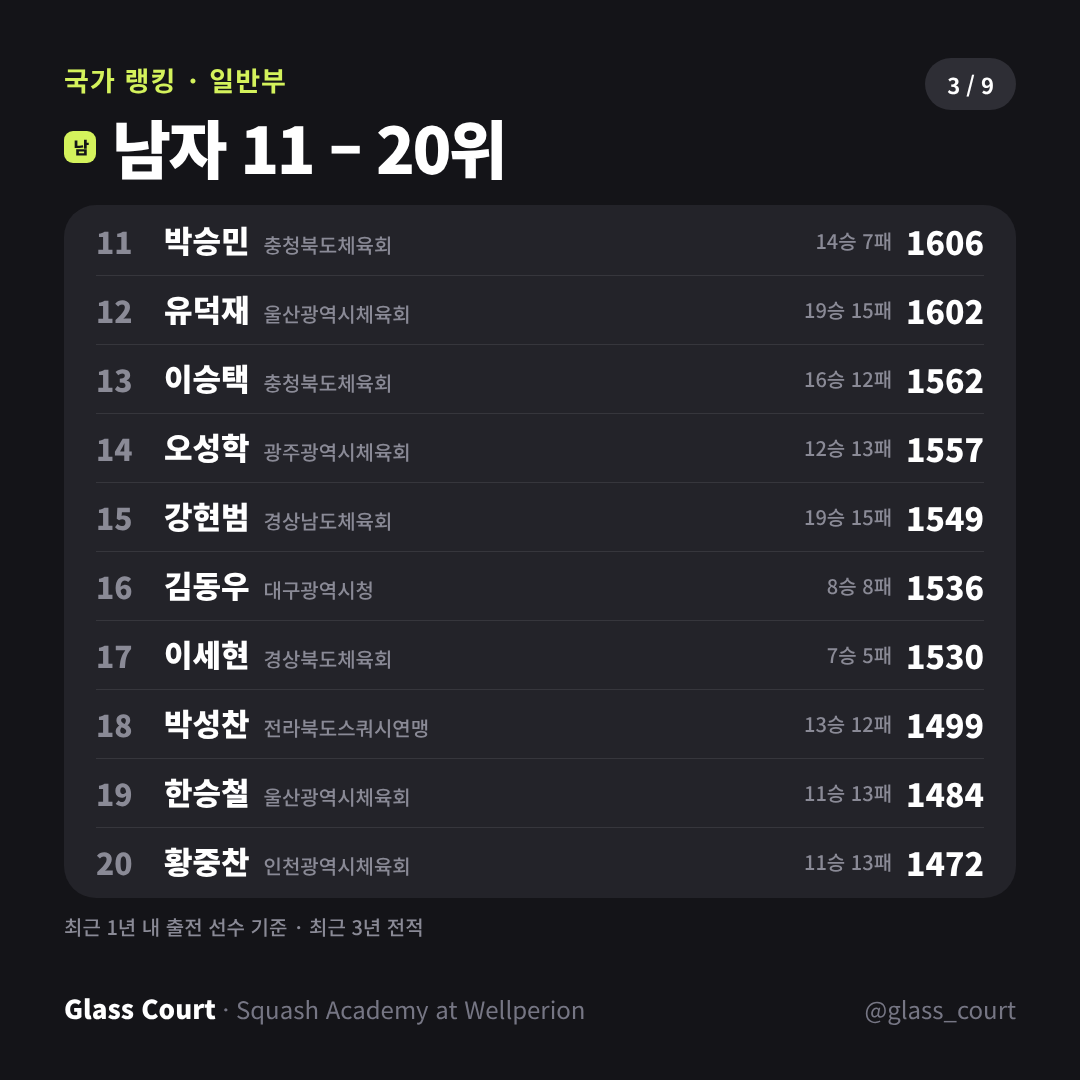 국가 랭킹 · 일반부
3 / 9
남 남자 11 – 20위
11 박승민 충청북도체육회 14승 7패 1606
12 유덕재 울산광역시체육회 19승 15패 1602
13 이승택 충청북도체육회 16승 12패 1562
14 오성학 광주광역시체육회 12승 13패 1557
15 강현범 경상남도체육회 19승 15패 1549
16 김동우 대구광역시청 8승 8패 1536
17 이세현 경상북도체육회 7승 5패 1530
18 박성찬 전라북도스쿼시연맹 13승 12패 1499
19 한승철 울산광역시체육회 11승 13패 1484
20 황중찬 인천광역시체육회 11승 13패 1472
최근 1년 내 출전 선수 기준 · 최근 3년 전적
Glass Court · Squash Academy at Wellperion @glass_court